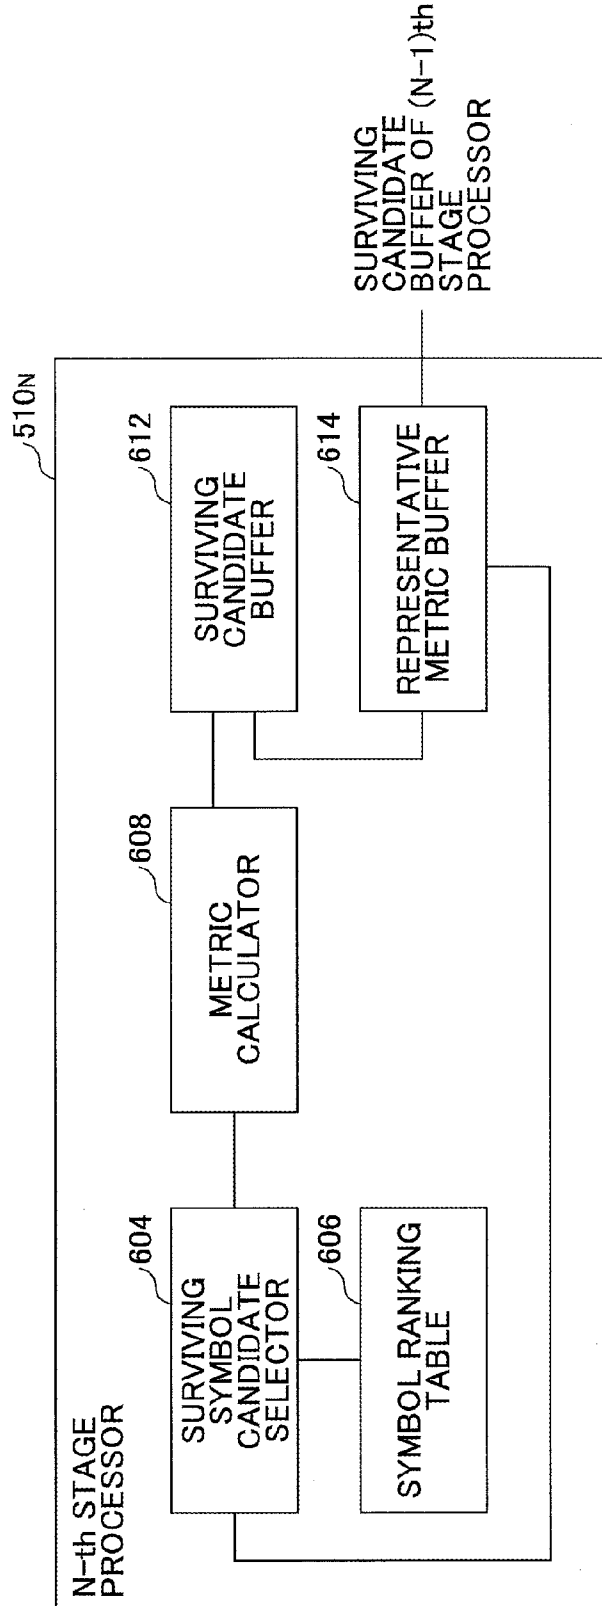 N-th STAGE
PROCESSOR
510N
604
SURVIVING
SYMBOL
CANDIDATE
SELECTOR
606
SYMBOL RANKING
TABLE
608
METRIC
CALCULATOR
612
SURVIVING
CANDIDATE
BUFFER
614
REPRESENTATIVE
METRIC BUFFER
SURVIVING
CANDIDATE
BUFFER OF (N-1)th
STAGE
PROCESSOR